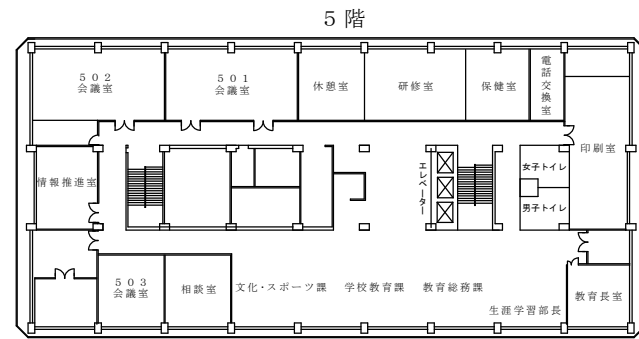 5 階
502
会議室
501
会議室
休憩室
研修室
保健室
電話交換室
印刷室
情報推進室
エレベーター
女子トイレ
男子トイレ
503
会議室
相談室
文化・スポーツ課
学校教育課
教育総務課
生涯学習部長
教育長室